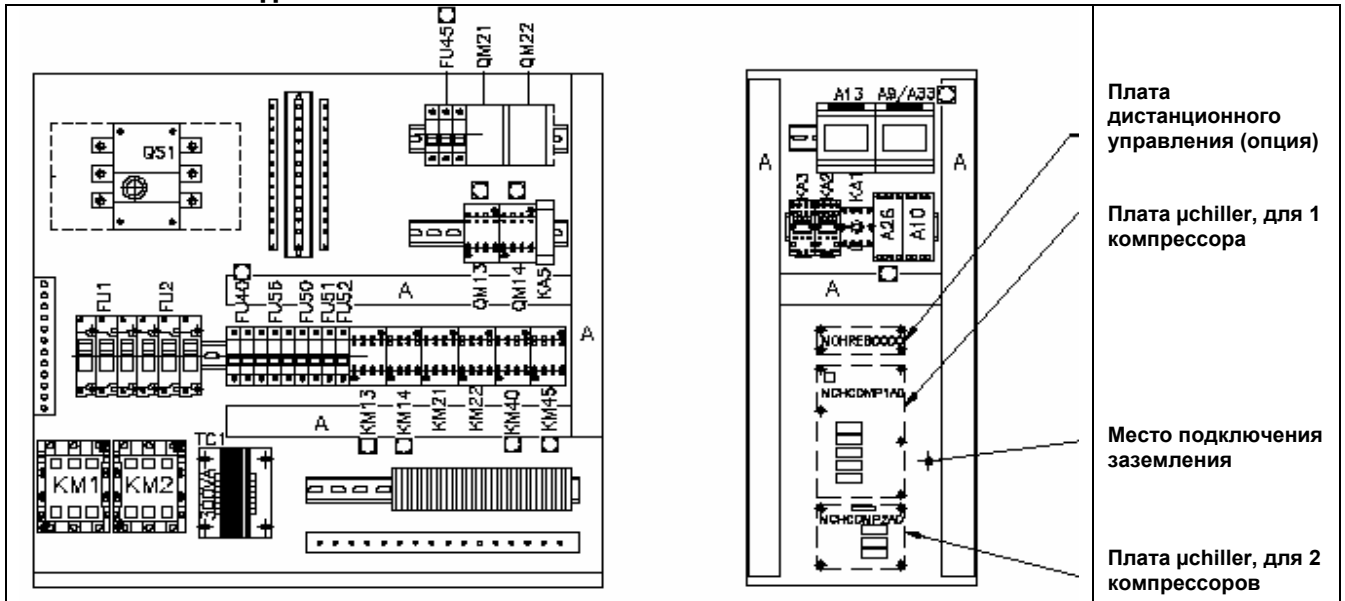 FU45
QM21
QM22
QS1
FU1
FU2
FU40
FU56
FU50
FU51
FU52
A
QM13
QM14
KA5
A
A
KM13
KM14
KM21
KM22
KM40
KM45
KM1
KM2
TC1
300VA
A13
A9/A33
A
A
KA3
KA2
KA1
A26
A10
A
NCHCOMP1A0
NCHCOMP2A0
Плата
дистанционного
управления (опция)
Плата µchiller, для 1
компрессора
Место подключения
заземления
Плата µchiller, для 2
компрессоров